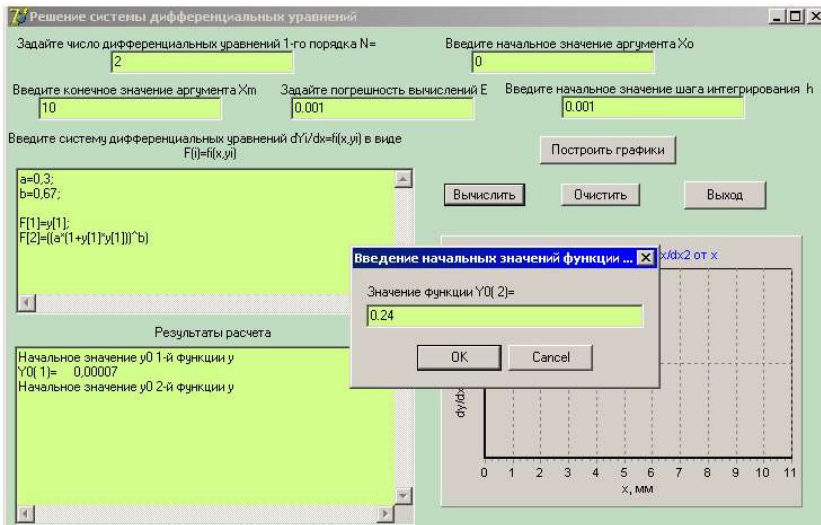 Решение системы дифференциальных уравнений
Задайте число дифференциальных уравнений 1-го порядка N=
2
Введите начальное значение аргумента Xo
0
Введите конечное значение аргумента Xm
10
Задайте погрешность вычислений E
0.001
Введите начальное значение шага интегрирования h
0.001
Введите систему дифференциальных уравнений dYi/dx=fi(x,yi) в виде
F(i)=fi(x,yi)
a=0,3;
b=0,67;
F[1]=y[1];
F[2]=((a*(1+y[1]*y[1]))^b)
Построить графики
Вычислить
Очистить
Выход
Введение начальных значений функции ...
Значение функции Y0( 2)=
0.24
OK
Cancel
x/dx2 от x
Результаты расчета
Начальное значение y0 1-й функции y
Y0( 1)= 0,00007
Начальное значение y0 2-й функции y
dy/dx
0 1 2 3 4 5 6 7 8 9 10 11
x, мм